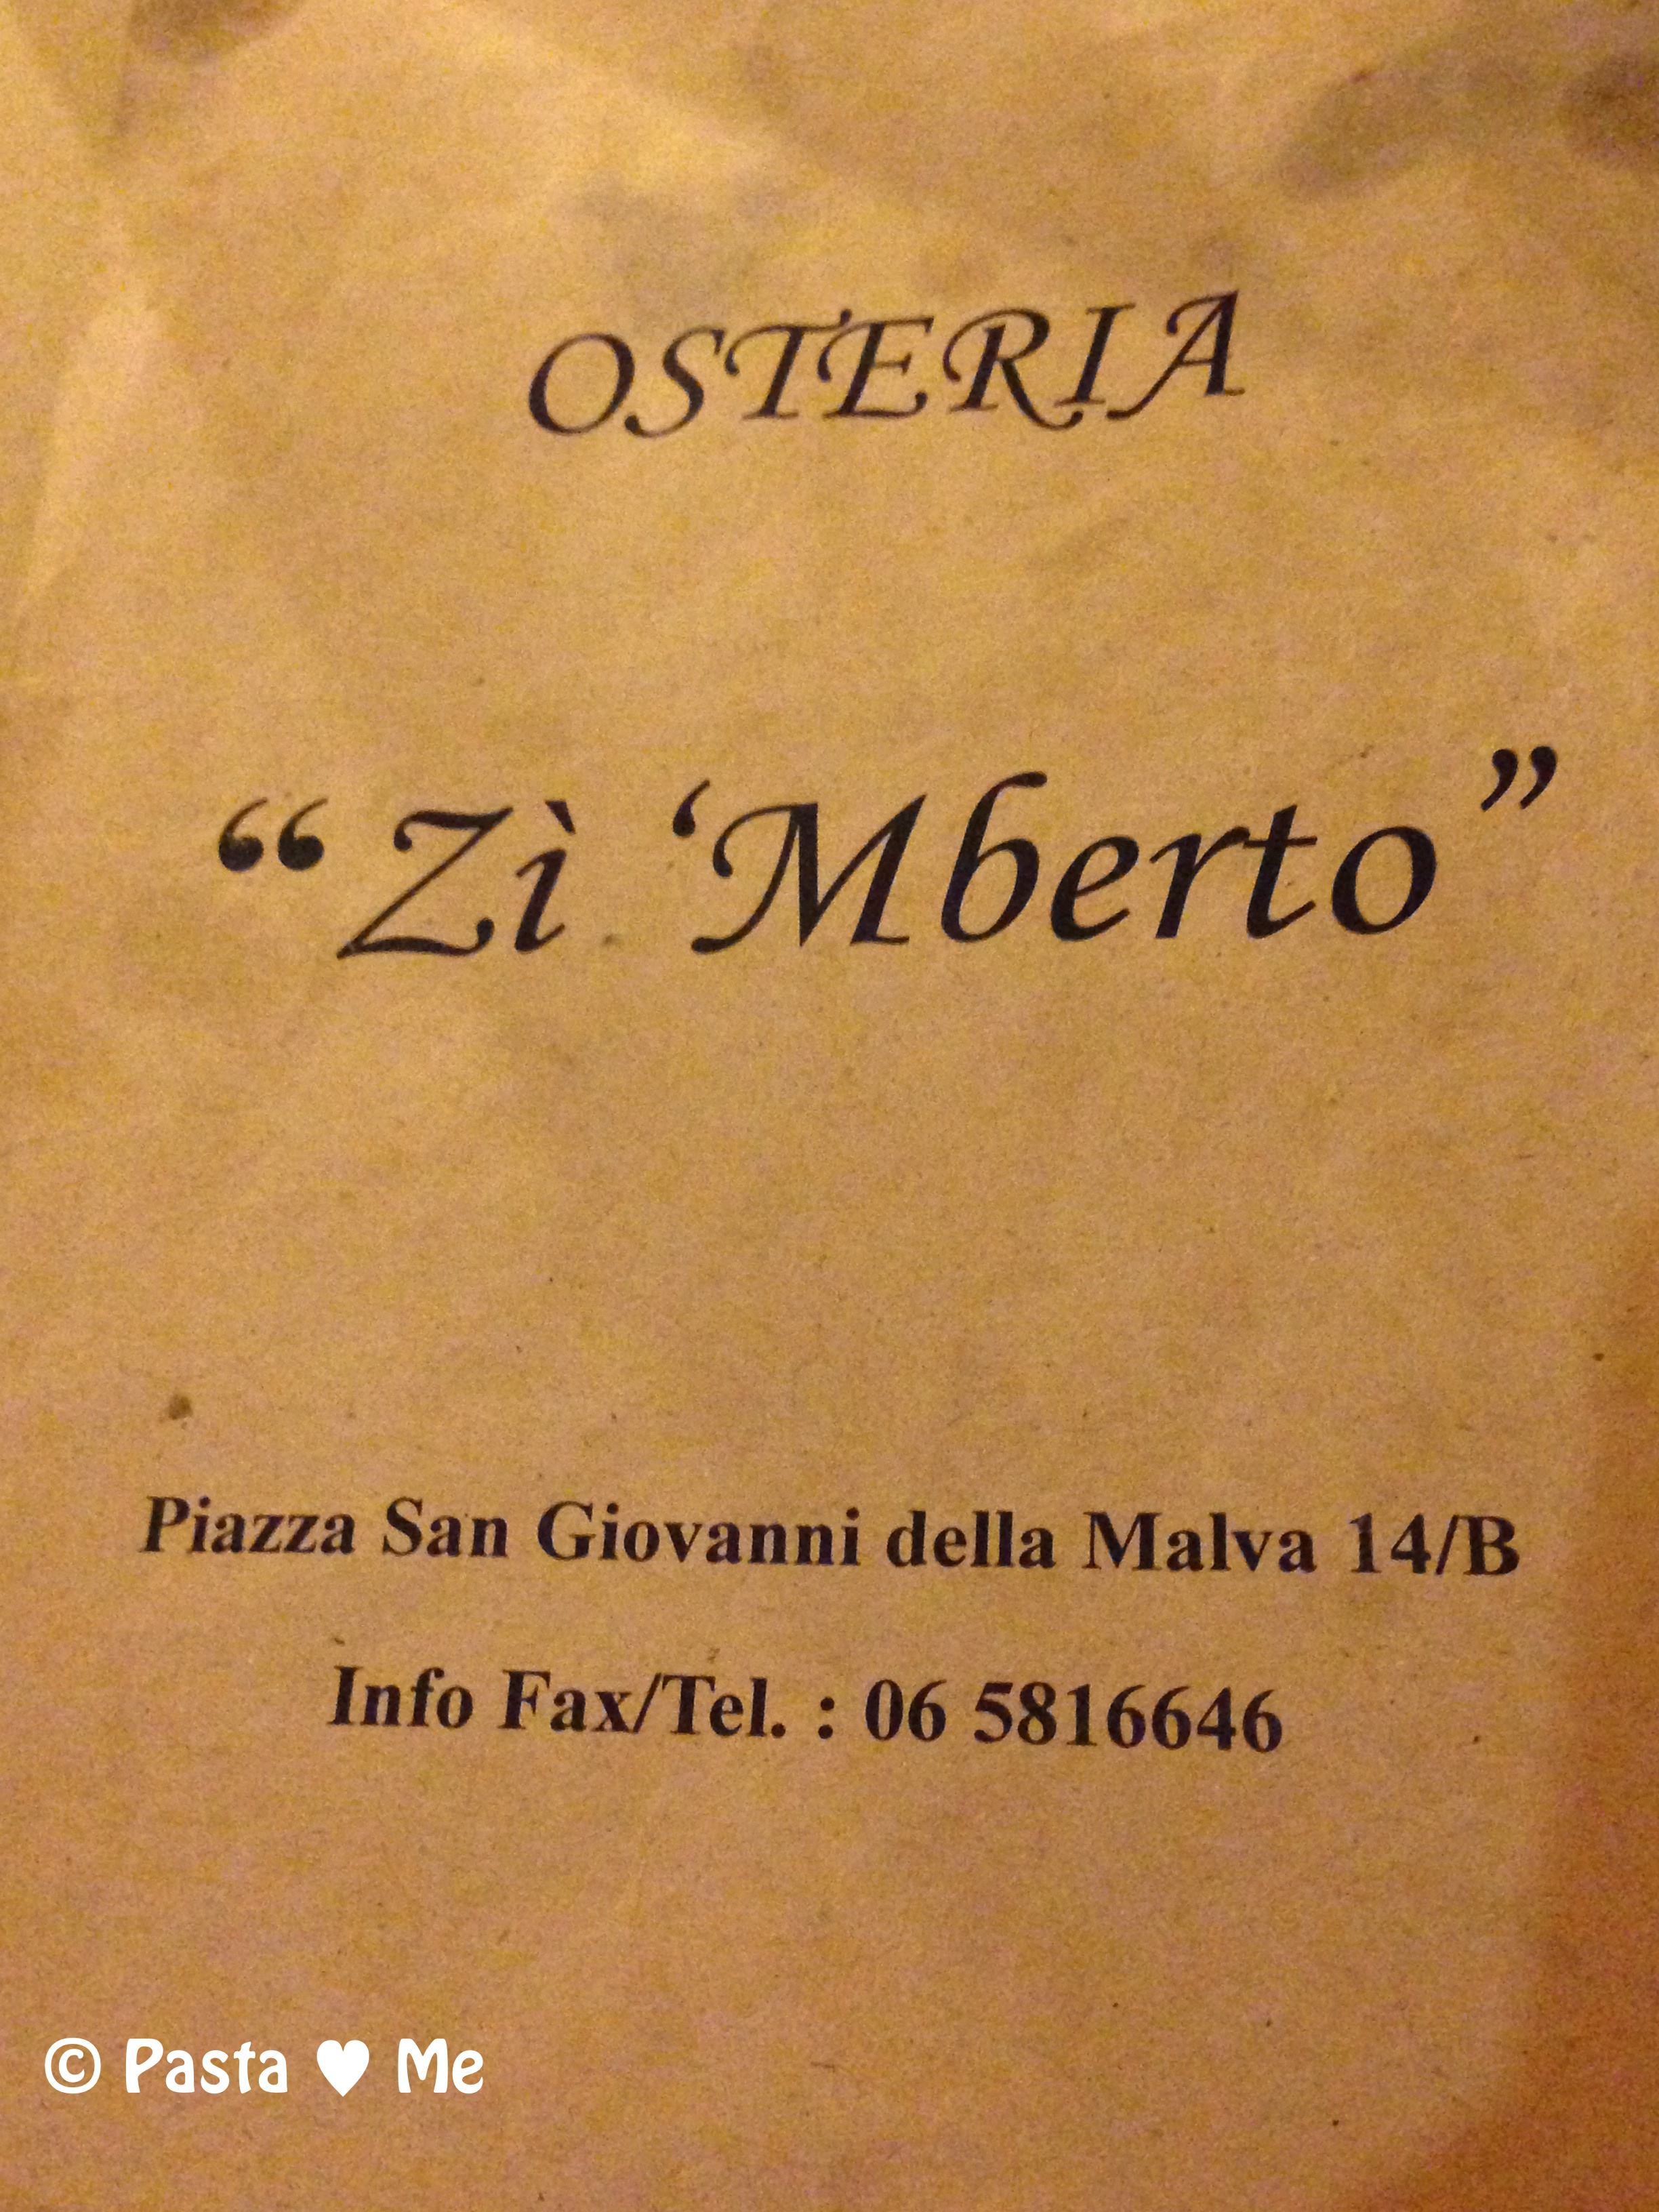 OSTERIA
“Zì ‘Mberto”
Piazza San Giovanni della Malva 14/B
Info Fax/Tel. : 06 5816646
© Pasta ♥ Me